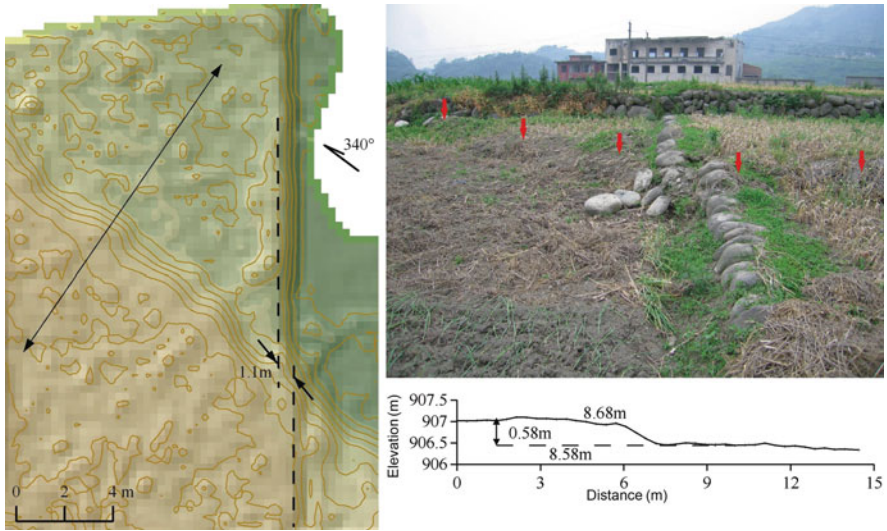 340°
1.1m
0 2 4 m
Elevation (m)
907.5
907
906.5
906
8.68m
0.58m
8.58m
0 3 6 9 12 15
Distance (m)